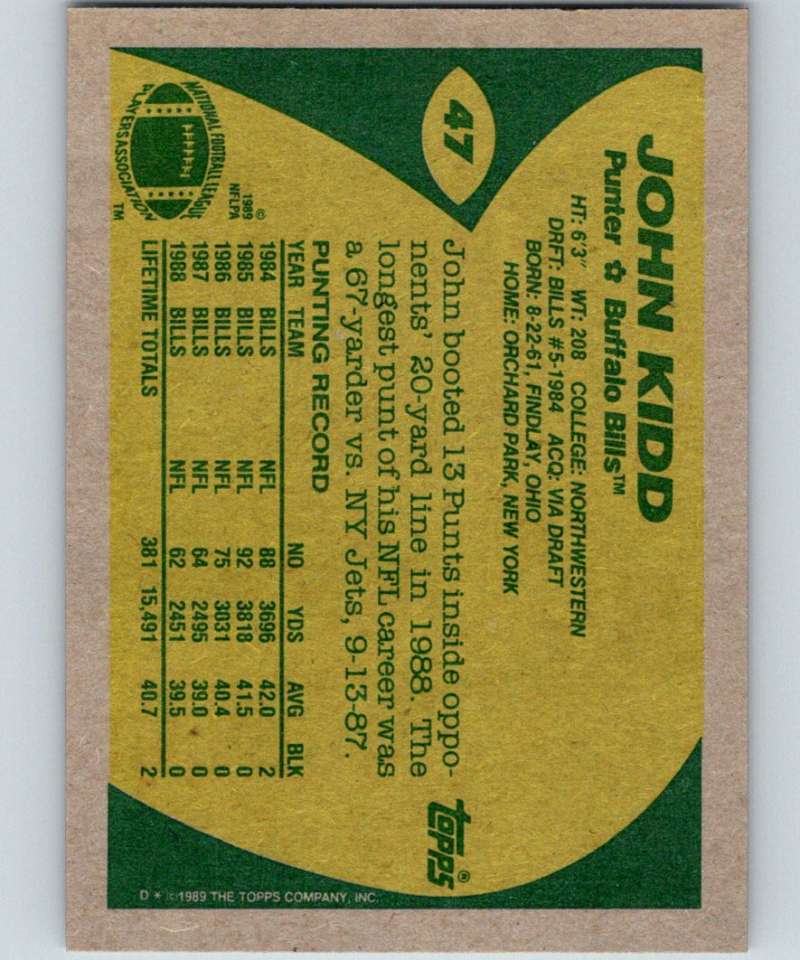 47
JOHN KIDD
Punter ✩ Buffalo Bills™
HT: 6'3" WT: 208 COLLEGE: NORTHWESTERN
DRFT: BILLS #5-1984 ACQ: VIA DRAFT
BORN: 8-22-61, FINDLAY, OHIO
HOME: ORCHARD PARK, NEW YORK
John booted 13 Punts inside oppo-
nents' 20-yard line in 1988. The
longest punt of his NFL career was
a 67-yarder vs. NY Jets, 9-13-87.
topps®
NATIONAL FOOTBALL LEAGUE
PLAYERS ASSOCIATION
TM
©
1989
NFLPA
PUNTING RECORD
YEAR TEAM NO YDS AVG BLK
1984 BILLS NFL 88 3696 42.0 2
1985 BILLS NFL 92 3818 41.5 0
1986 BILLS NFL 75 3031 40.4 0
1987 BILLS NFL 64 2495 39.0 0
1988 BILLS NFL 62 2451 39.5 0
LIFETIME TOTALS 381 15,491 40.7 2
D * ©1989 THE TOPPS COMPANY, INC.